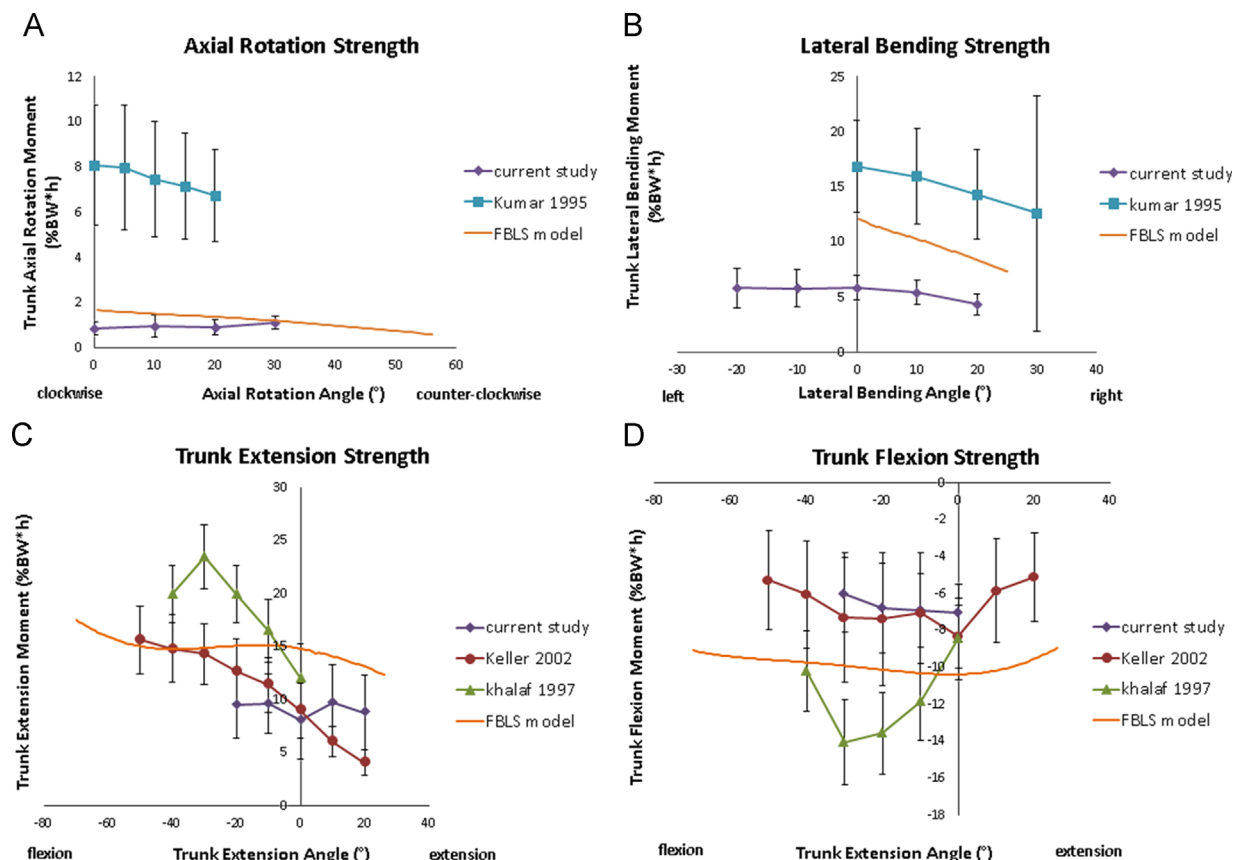 A
Axial Rotation Strength
Trunk Axial Rotation Moment
(%BW*h)
12
10
8
6
4
2
0
0
10
20
30
40
50
60
clockwise
Axial Rotation Angle (°)
counter-clockwise
current study
Kumar 1995
FBLS model
B
Lateral Bending Strength
Trunk Lateral Bending Moment
(%BW*h)
25
20
15
10
5
0
-30
-20
-10
0
10
20
30
40
left
Lateral Bending Angle (°)
right
current study
kumar 1995
FBLS model
C
Trunk Extension Strength
Trunk Extension Moment (%BW*h)
30
25
20
15
10
5
0
-80
-60
-40
-20
0
20
40
flexion
Trunk Extension Angle (°)
extension
current study
Keller 2002
khalaf 1997
FBLS model
D
Trunk Flexion Strength
Trunk Flexion Moment (%BW*h)
-80
-60
-40
-20
0
20
40
0
-2
-4
-6
-8
-10
-12
-14
-16
-18
flexion
Trunk Extension Angle (°)
extension
current study
Keller 2002
khalaf 1997
FBLS model